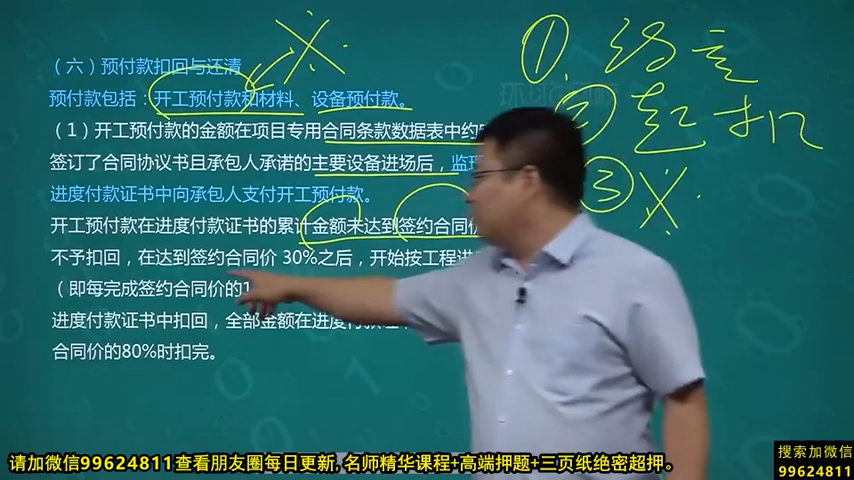 （六）预付款扣回与还清
预付款包括：开工预付款和材料、设备预付款。
（1）开工预付款的金额在项目专用合同条款数据表中约
签订了合同协议书且承包人承诺的主要设备进场后，监理
进度付款证书中向承包人支付开工预付款。
开工预付款在进度付款证书的累计金额未达到签约合同价
不予扣回，在达到签约合同价 30%之后，开始按工程进
（即每完成签约合同价的1
进度付款证书中扣回，全部金额在进度付款证
合同价的80%时扣完。
①、约定
② 起扣
③
请加微信99624811查看朋友圈每日更新, 名师精华课程+高端押题+三页纸绝密超押。
搜索加微信
99624811